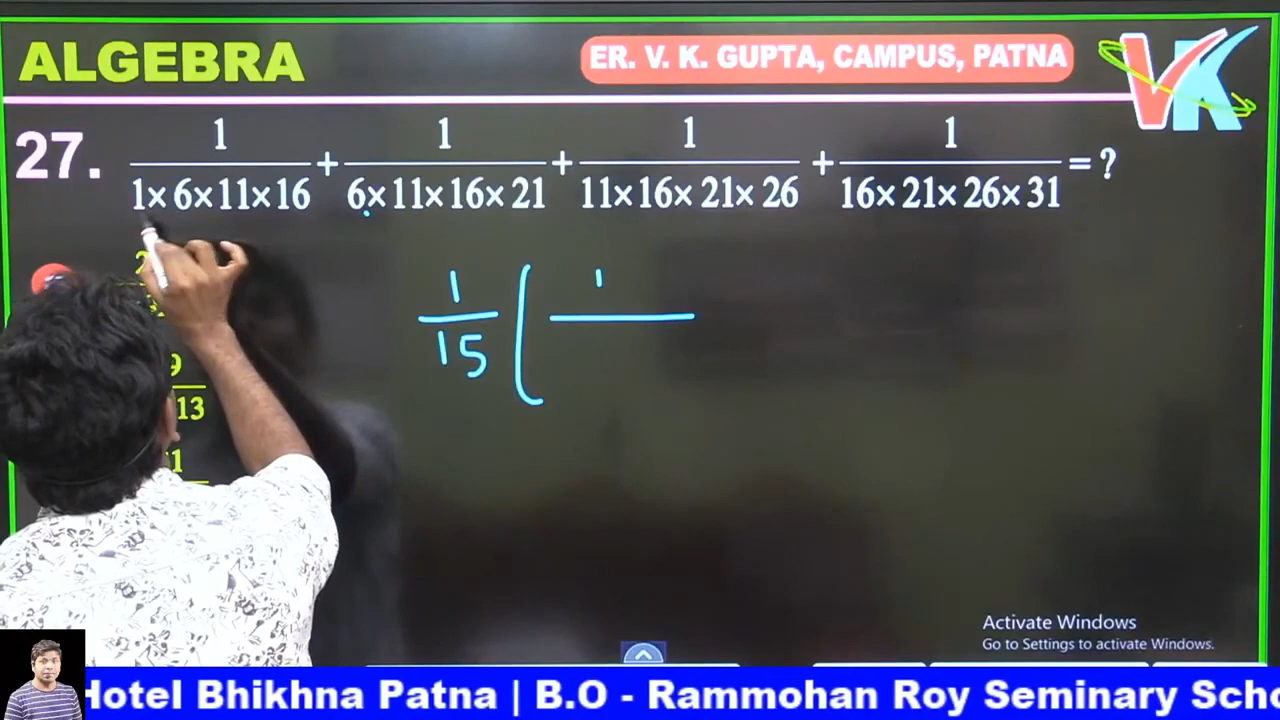 ALGEBRA
ER. V. K. GUPTA, CAMPUS, PATNA
VK
27. 1/(1×6×11×16) + 1/(6×11×16×21) + 1/(11×16×21×26) + 1/(16×21×26×31) = ?
1/15 ( 1/
9
13
1
Activate Windows
Go to Settings to activate Windows.
Hotel Bhikhna Patna | B.O - Rammohan Roy Seminary